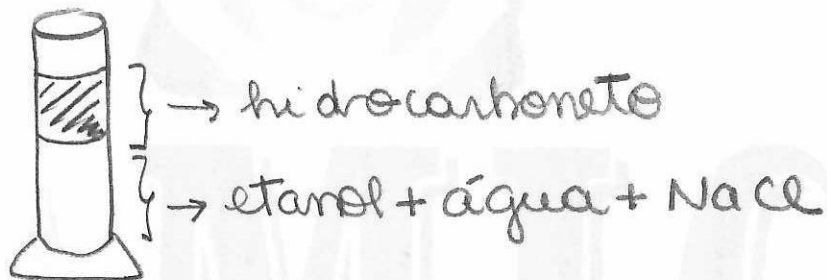 → hidrocarboneto
→ etanol + água + NaCl